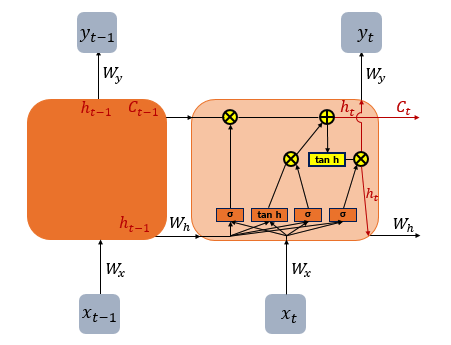 y_{t-1} y_t
W_y W_y
h_{t-1} C_{t-1} h_t C_t
tan h
h_t
σ tan h σ σ
h_{t-1} W_h W_h
W_x W_x
x_{t-1} x_t